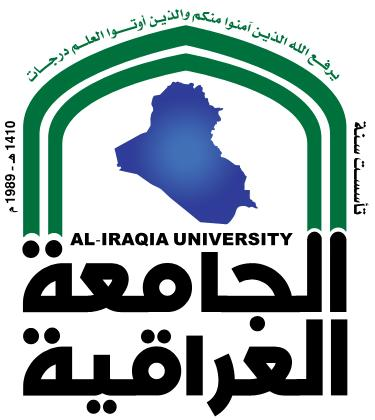 يرفع الله الذين آمنوا منكم والذين أوتوا العلم درجات
تأسست سنة
1410 هـ - 1989 م
AL-IRAQIA UNIVERSITY
الجامعة
العراقية